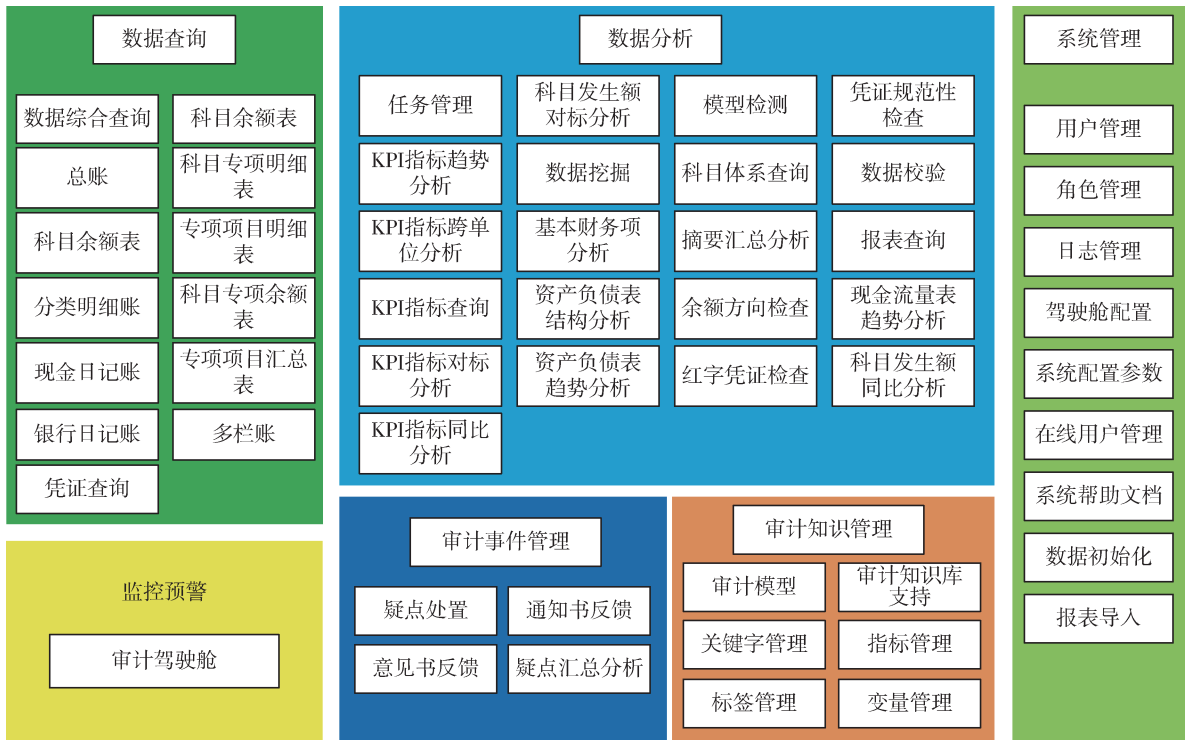 数据查询
数据综合查询
科目余额表
总账
科目专项明细
表
科目余额表
专项项目明细
表
分类明细账
科目专项余额
表
现金日记账
专项项目汇总
表
银行日记账
多栏账
凭证查询
监控预警
审计驾驶舱
数据分析
任务管理
科目发生额
对标分析
模型检测
凭证规范性
检查
KPI指标趋势
分析
数据挖掘
科目体系查询
数据校验
KPI指标跨单
位分析
基本财务项
分析
摘要汇总分析
报表查询
KPI指标查询
资产负债表
结构分析
余额方向检查
现金流量表
趋势分析
KPI指标对标
分析
资产负债表
趋势分析
红字凭证检查
科目发生额
同比分析
KPI指标同比
分析
审计事件管理
疑点处置
通知书反馈
意见书反馈
疑点汇总分析
审计知识管理
审计模型
审计知识库
支持
关键字管理
指标管理
标签管理
变量管理
系统管理
用户管理
角色管理
日志管理
驾驶舱配置
系统配置参数
在线用户管理
系统帮助文档
数据初始化
报表导入